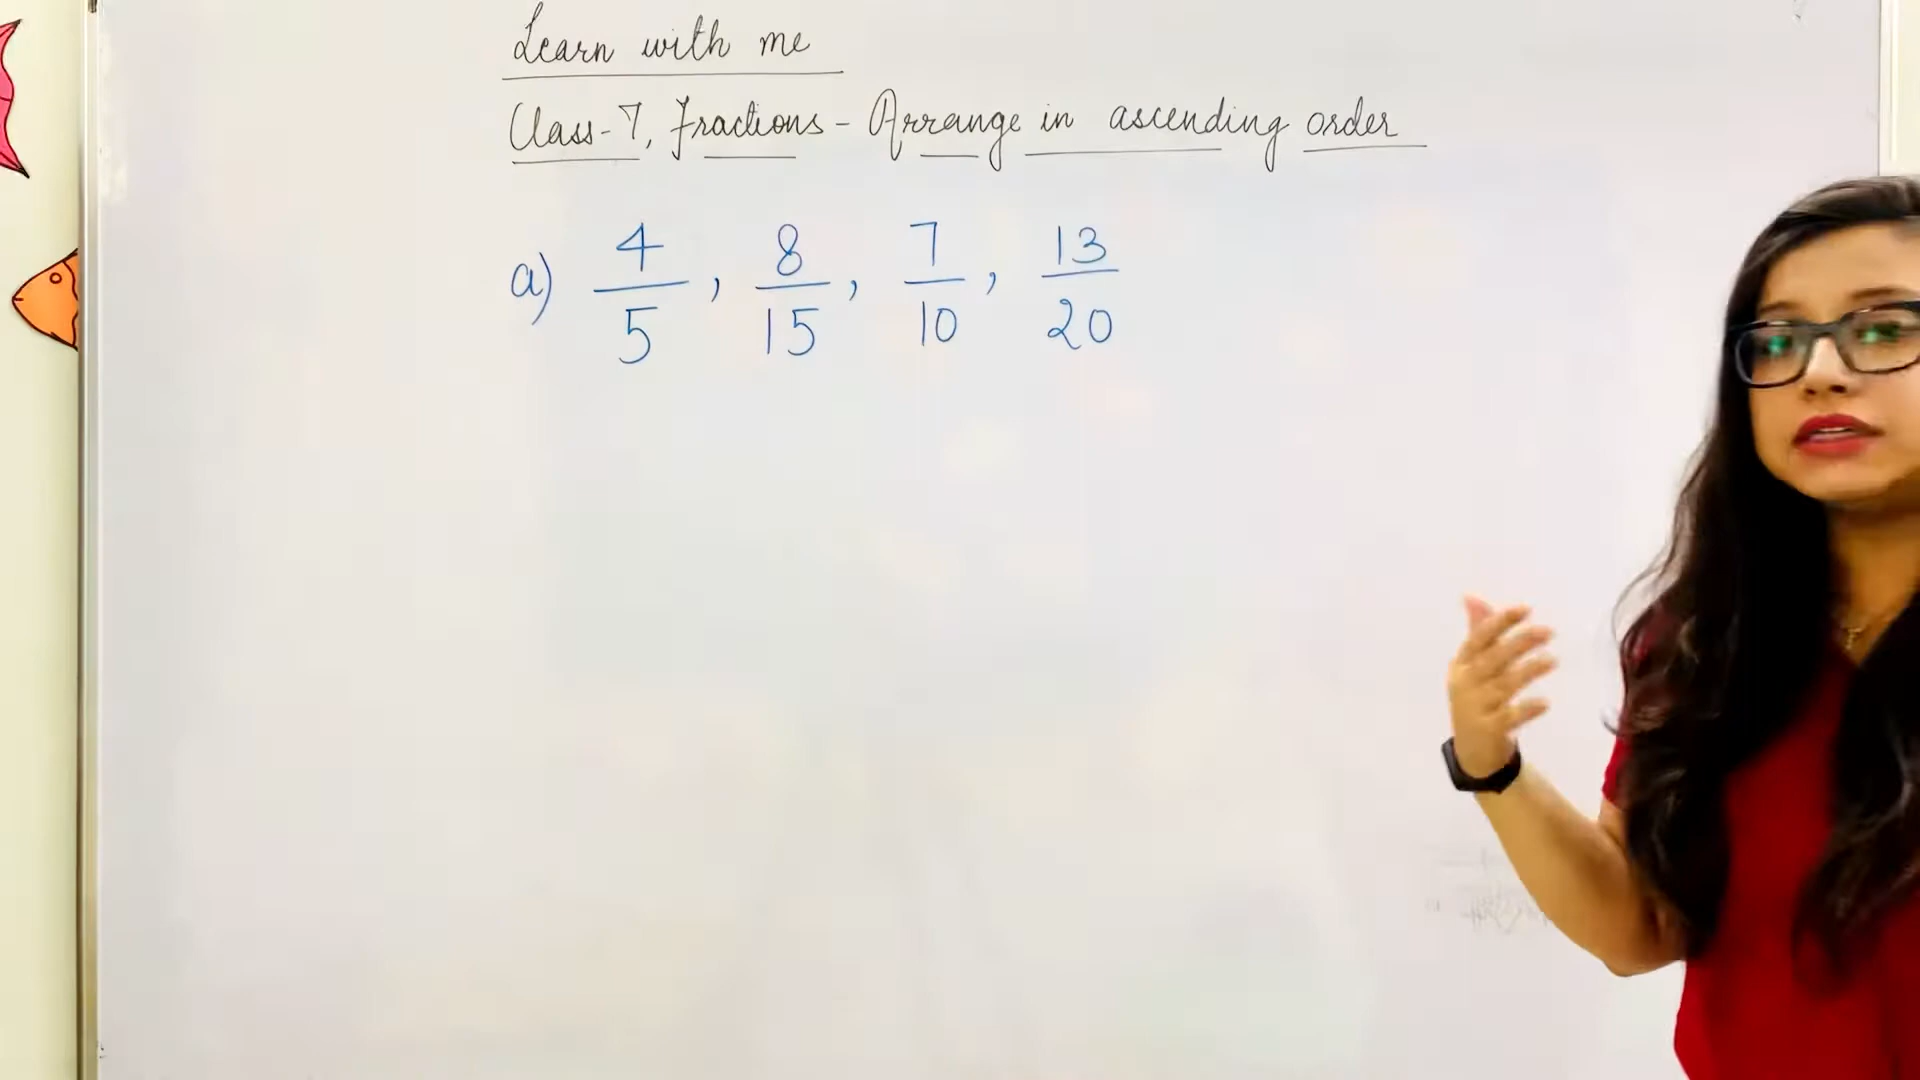 Learn with me
Class-7, Fractions - Arrange in ascending order
a) 4/5, 8/15, 7/10, 13/20